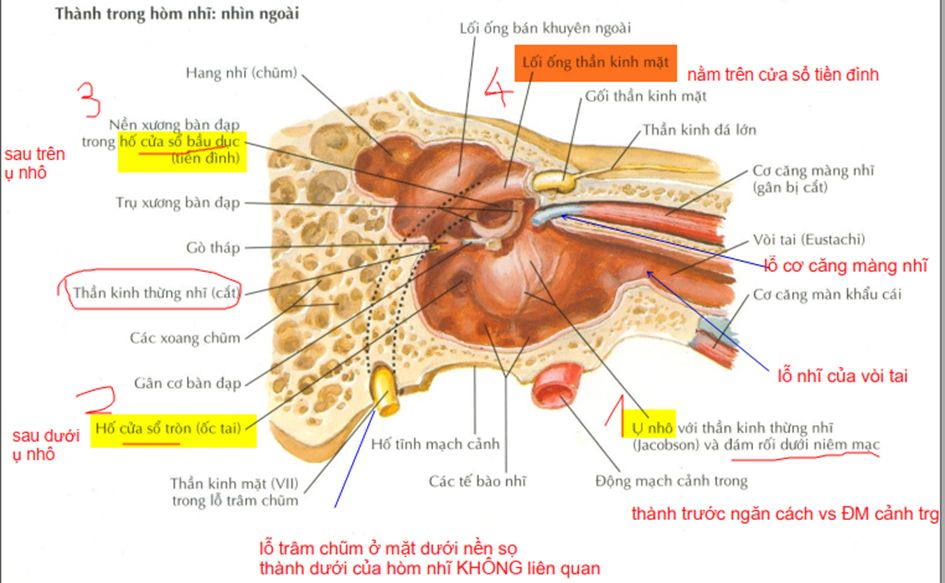 Thành trong hòm nhĩ: nhìn ngoài
Lối ống bán khuyên ngoài
4
Lối ống thần kinh mặt
nằm trên cửa sổ tiền đình
Hang nhĩ (chũm)
Gối thần kinh mặt
3
Nền xương bàn đạp
trong hố cửa sổ bầu dục
(tiền đình)
sau trên
ụ nhô
Thần kinh đá lớn
Cơ căng màng nhĩ
(gân bị cắt)
Trụ xương bàn đạp
Gò tháp
Vòi tai (Eustachi)
lỗ cơ căng màng nhĩ
Thần kinh thừng nhĩ (cắt)
Cơ căng màn khẩu cái
Các xoang chũm
Gân cơ bàn đạp
lỗ nhĩ của vòi tai
2
Hố cửa sổ tròn (ốc tai)
sau dưới
ụ nhô
1
Ụ nhô với thần kinh thừng nhĩ
(Jacobson) và đám rối dưới niêm mạc
Hố tĩnh mạch cảnh
Thần kinh mặt (VII)
trong lỗ trâm chũm
Các tế bào nhĩ
Động mạch cảnh trong
thành trước ngăn cách vs ĐM cảnh trg
lỗ trâm chũm ở mặt dưới nền sọ
thành dưới của hòm nhĩ KHÔNG liên quan